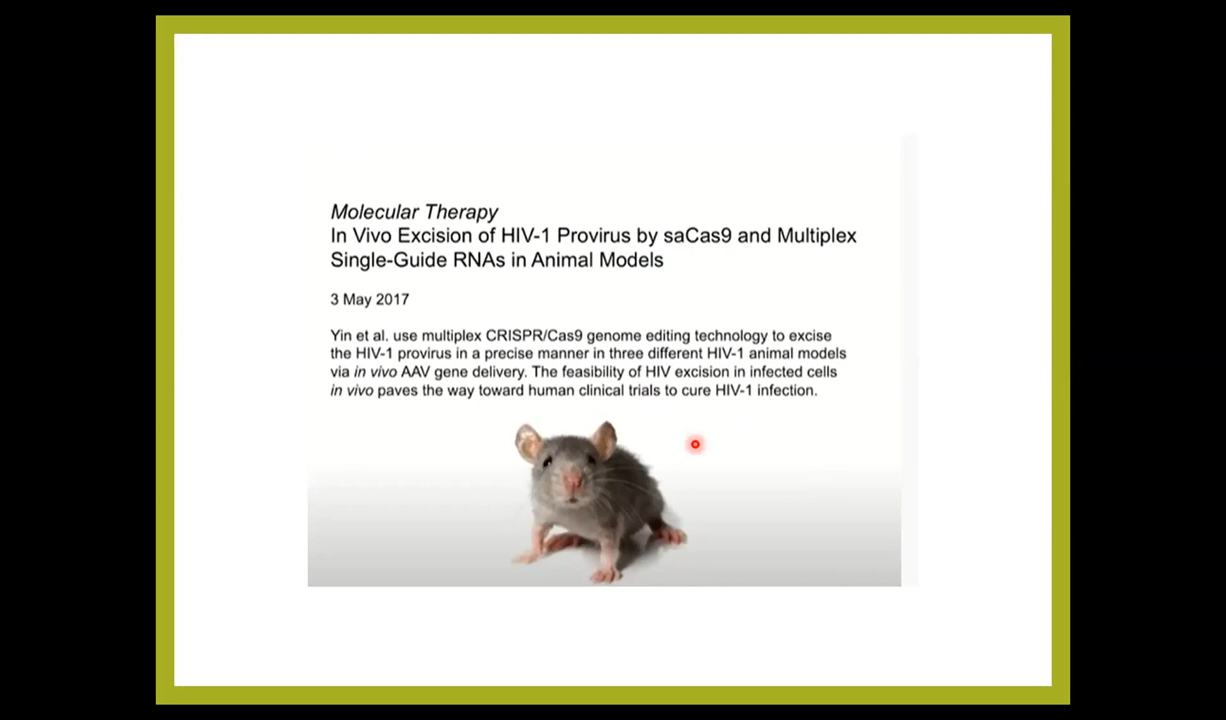 Molecular Therapy
In Vivo Excision of HIV-1 Provirus by saCas9 and Multiplex
Single-Guide RNAs in Animal Models
3 May 2017
Yin et al. use multiplex CRISPR/Cas9 genome editing technology to excise
the HIV-1 provirus in a precise manner in three different HIV-1 animal models
via in vivo AAV gene delivery. The feasibility of HIV excision in infected cells
in vivo paves the way toward human clinical trials to cure HIV-1 infection.